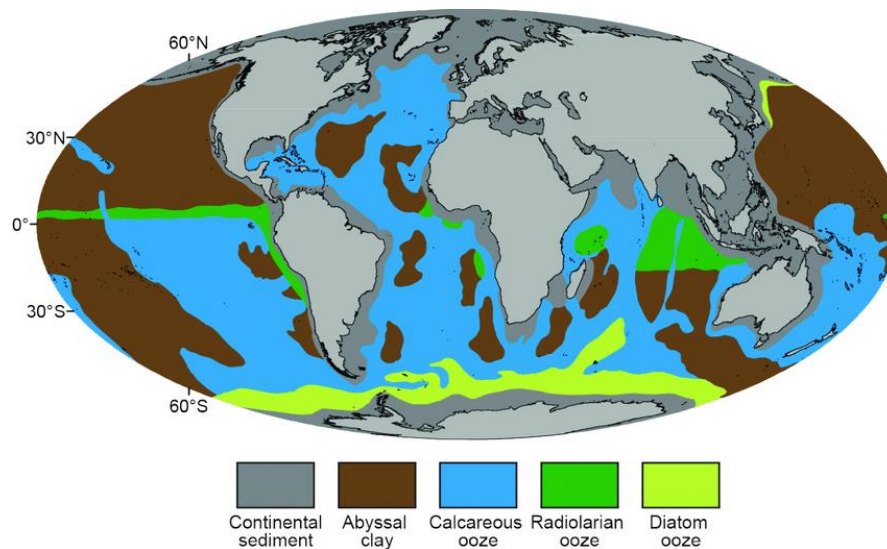 60°N
30°N
0°
30°S
60°S
Continental sediment
Abyssal clay
Calcareous ooze
Radiolarian ooze
Diatom ooze